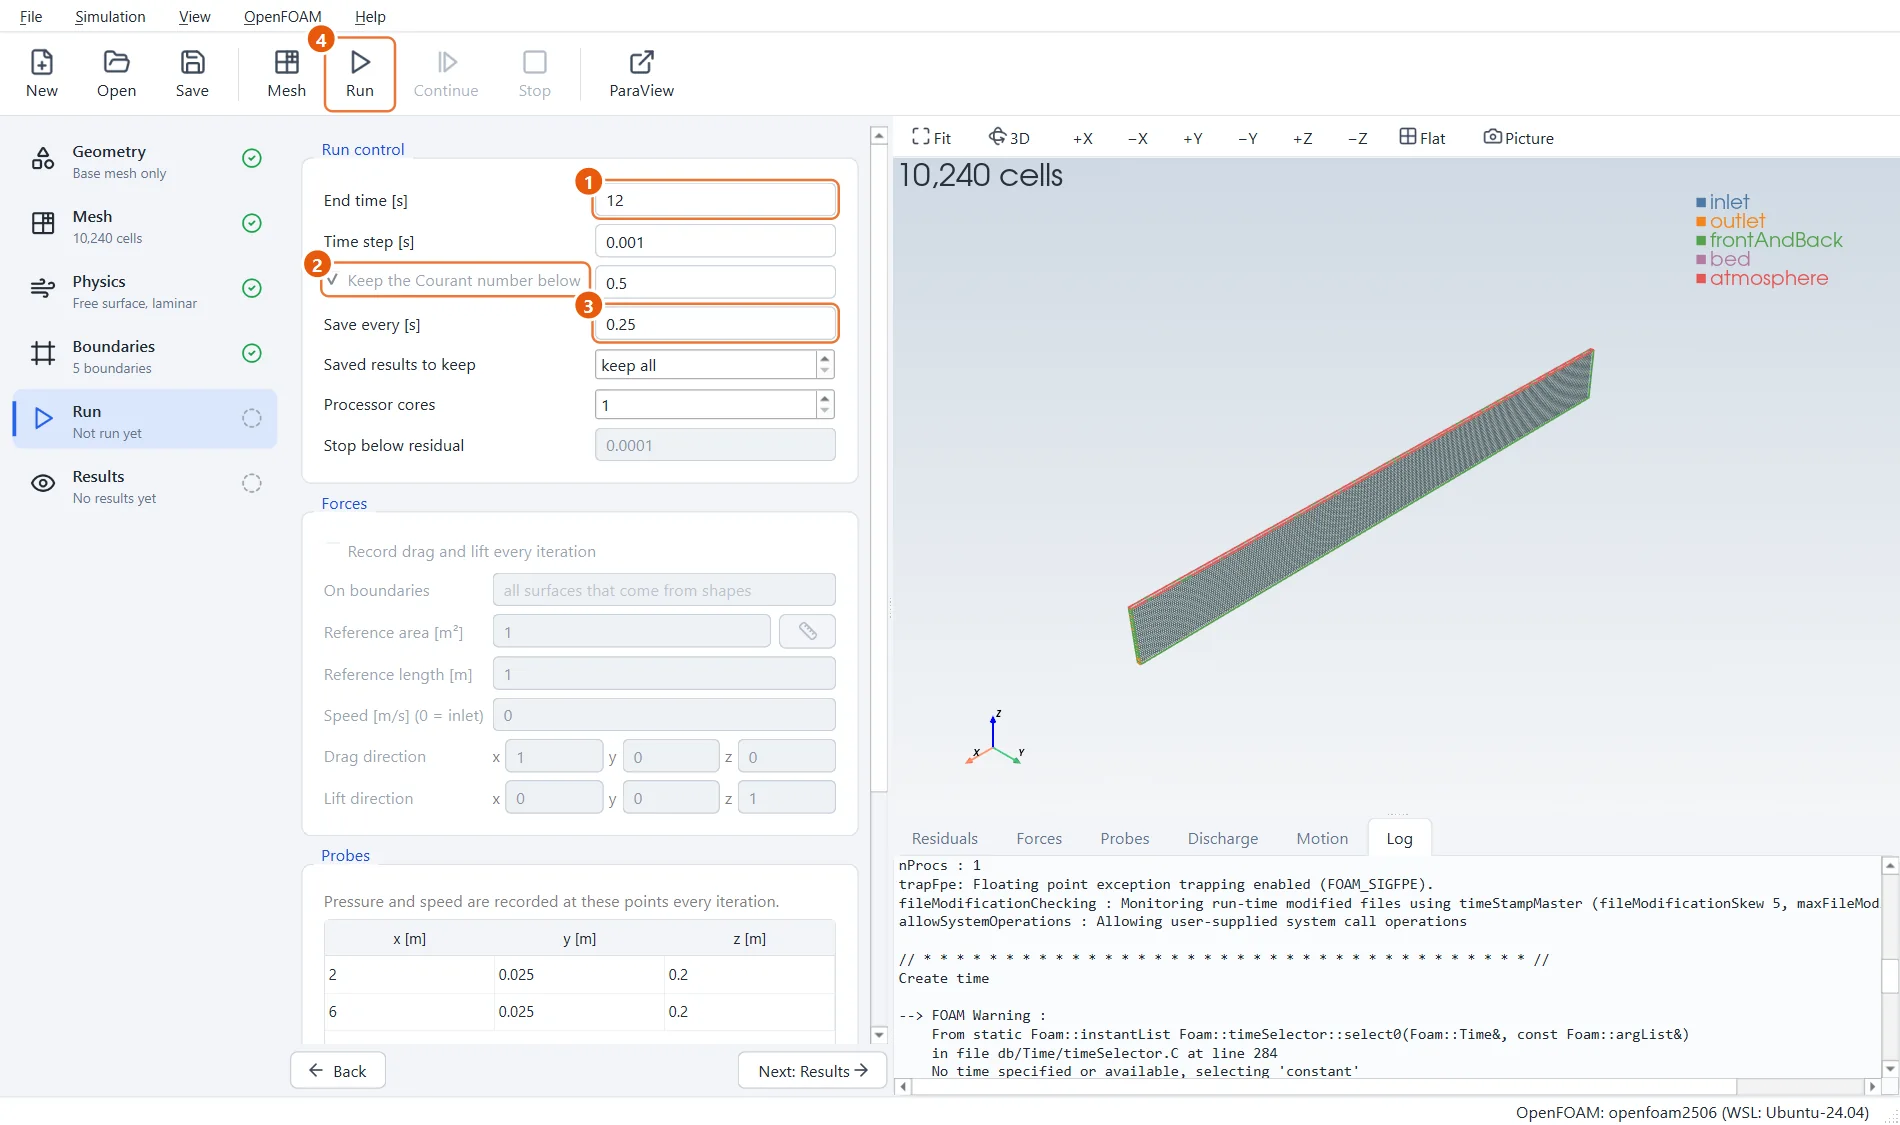 File Simulation View OpenFOAM Help
4
New Open Save Mesh Run Continue Stop ParaView
Geometry
Base mesh only
Mesh
10,240 cells
Physics
Free surface, laminar
Boundaries
5 boundaries
Run
Not run yet
Results
No results yet
Run control
1
End time [s] 12
Time step [s] 0.001
2
Keep the Courant number below 0.5
3
Save every [s] 0.25
Saved results to keep keep all
Processor cores 1
Stop below residual 0.0001
Forces
Record drag and lift every iteration
On boundaries all surfaces that come from shapes
Reference area [m²] 1
Reference length [m] 1
Speed [m/s] (0 = inlet) 0
Drag direction x 1 y 0 z 0
Lift direction x 0 y 0 z 1
Probes
Pressure and speed are recorded at these points every iteration.
x [m] y [m] z [m]
2 0.025 0.2
6 0.025 0.2
Back Next: Results
Fit 3D +X −X +Y −Y +Z −Z Flat Picture
10,240 cells
inlet
outlet
frontAndBack
bed
atmosphere
Z
X Y
Residuals Forces Probes Discharge Motion Log
nProcs : 1
trapFpe: Floating point exception trapping enabled (FOAM_SIGFPE).
fileModificationChecking : Monitoring run-time modified files using timeStampMaster (fileModificationSkew 5, maxFileMod
allowSystemOperations : Allowing user-supplied system call operations
// * * * * * * * * * * * * * * * * * * * * * * * * * * * * * * * * * * * * * //
Create time
--> FOAM Warning :
From static Foam::instantList Foam::timeSelector::select0(Foam::Time&, const Foam::argList&)
in file db/Time/timeSelector.C at line 284
No time specified or available, selecting 'constant'
OpenFOAM: openfoam2506 (WSL: Ubuntu-24.04)